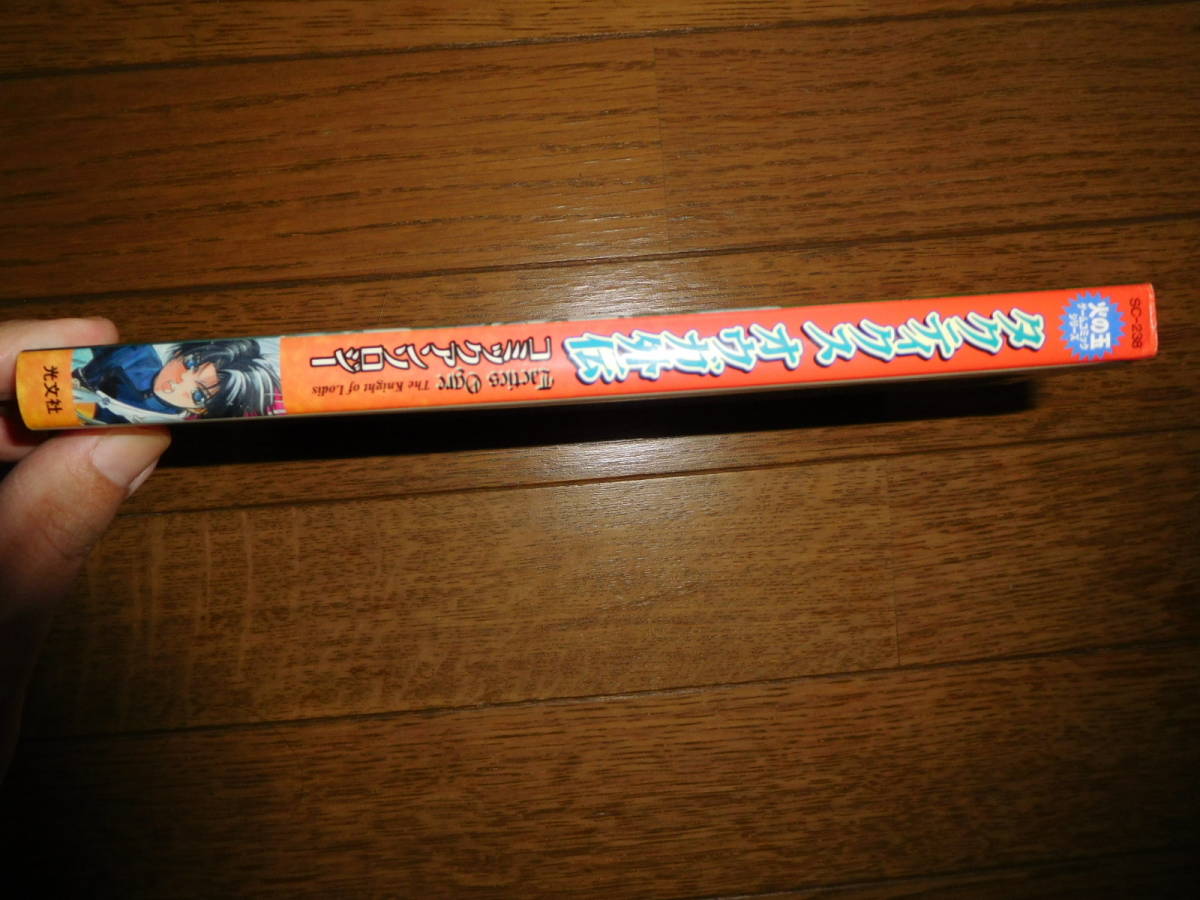 SC-238
火の玉
ゲームコミック
シリーズ
タクティクス
オウガ外伝
コミックアンソロジー
Tactics Ogre The Knight of Lodis
光文社